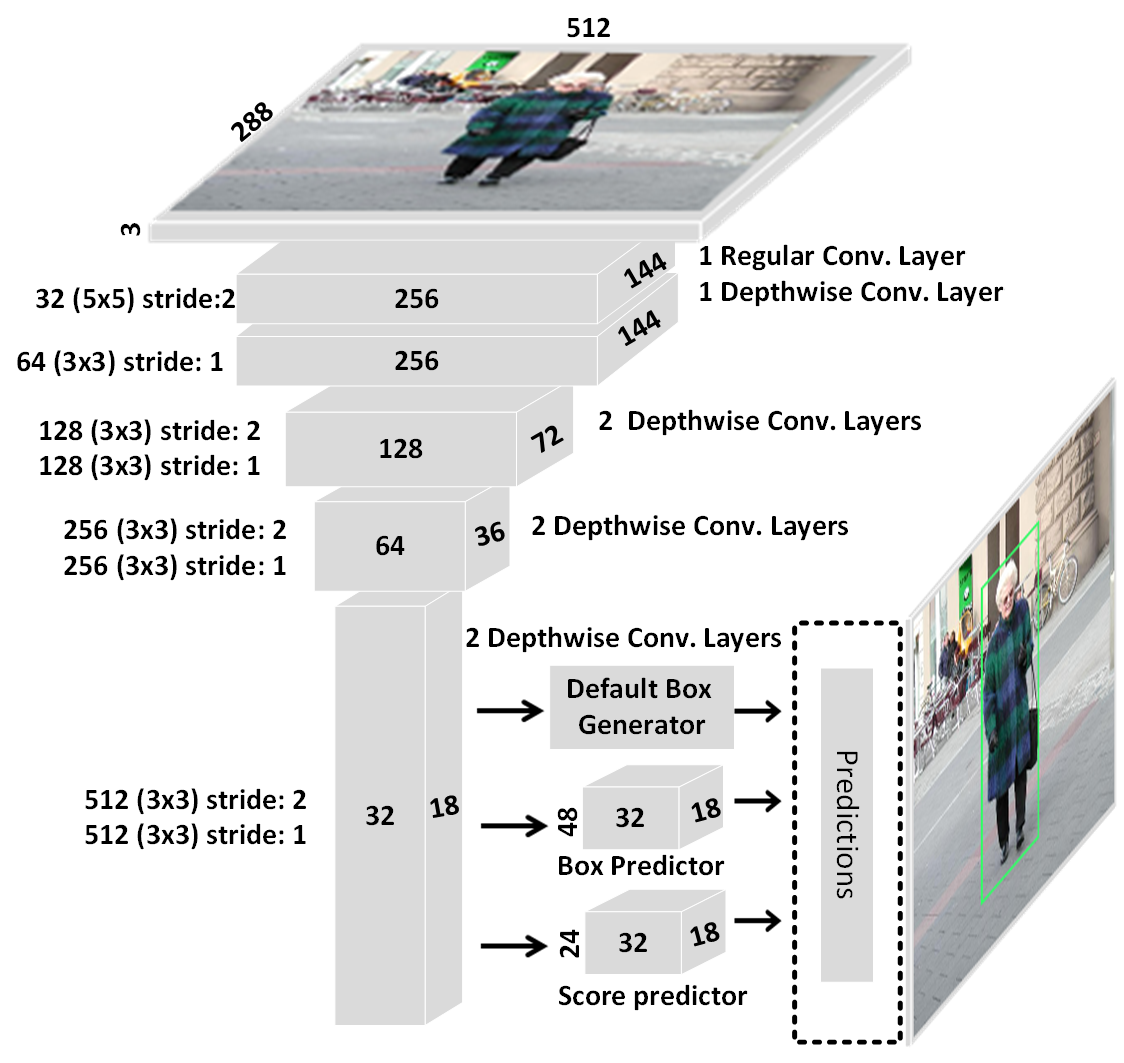 512
288
3
32 (5x5) stride:2
256
144
1 Regular Conv. Layer
1 Depthwise Conv. Layer
64 (3x3) stride: 1
256
144
128 (3x3) stride: 2
128 (3x3) stride: 1
128
72
2 Depthwise Conv. Layers
256 (3x3) stride: 2
256 (3x3) stride: 1
64
36
2 Depthwise Conv. Layers
512 (3x3) stride: 2
512 (3x3) stride: 1
32
18
2 Depthwise Conv. Layers
Default Box
Generator
48
32
18
Box Predictor
24
32
18
Score predictor
Predictions